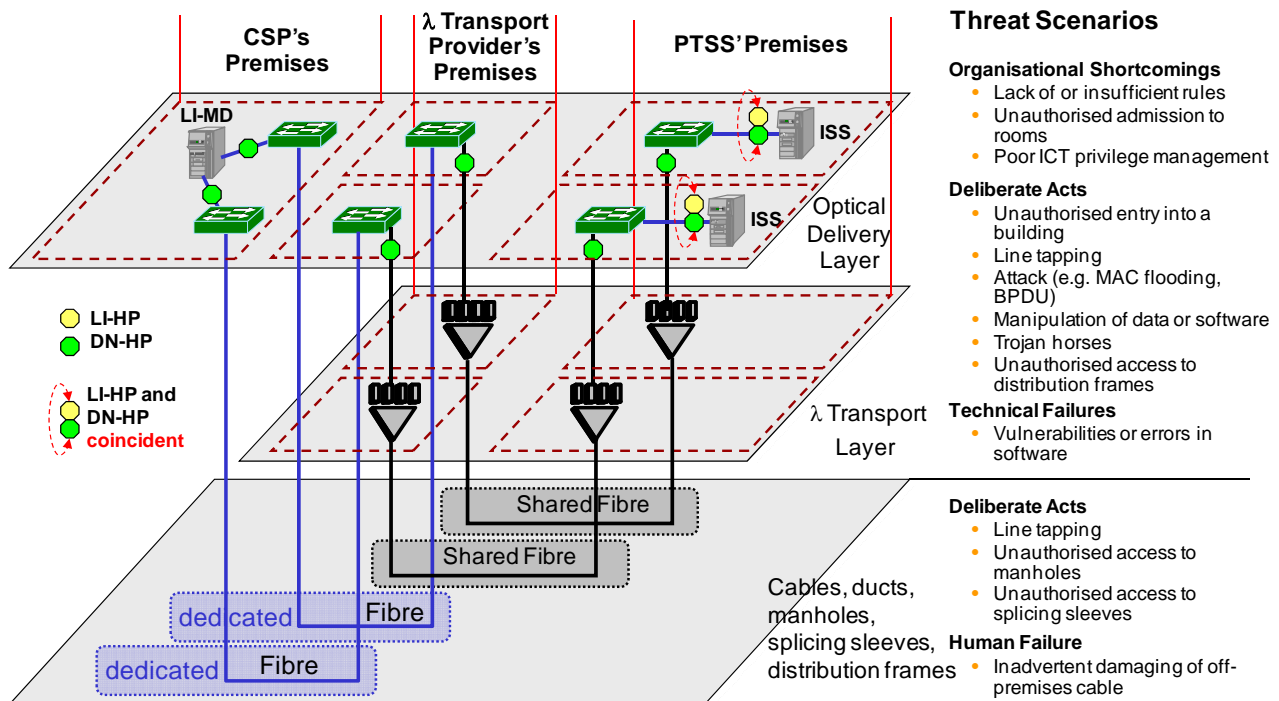 CSP's
Premises
λ Transport
Provider's
Premises
PTSS' Premises
LI-MD
ISS
ISS
Optical
Delivery
Layer
LI-HP
DN-HP
LI-HP and
DN-HP
coincident
λ Transport
Layer
Shared Fibre
Shared Fibre
dedicated Fibre
dedicated Fibre
Cables, ducts,
manholes,
splicing sleeves,
distribution frames
Threat Scenarios
Organisational Shortcomings
• Lack of or insufficient rules
• Unauthorised admission to
rooms
• Poor ICT privilege management
Deliberate Acts
• Unauthorised entry into a
building
• Line tapping
• Attack (e.g. MAC flooding,
BPDU)
• Manipulation of data or software
• Trojan horses
• Unauthorised access to
distribution frames
Technical Failures
• Vulnerabilities or errors in
software
Deliberate Acts
• Line tapping
• Unauthorised access to
manholes
• Unauthorised access to
splicing sleeves
Human Failure
• Inadvertent damaging of off-
premises cable